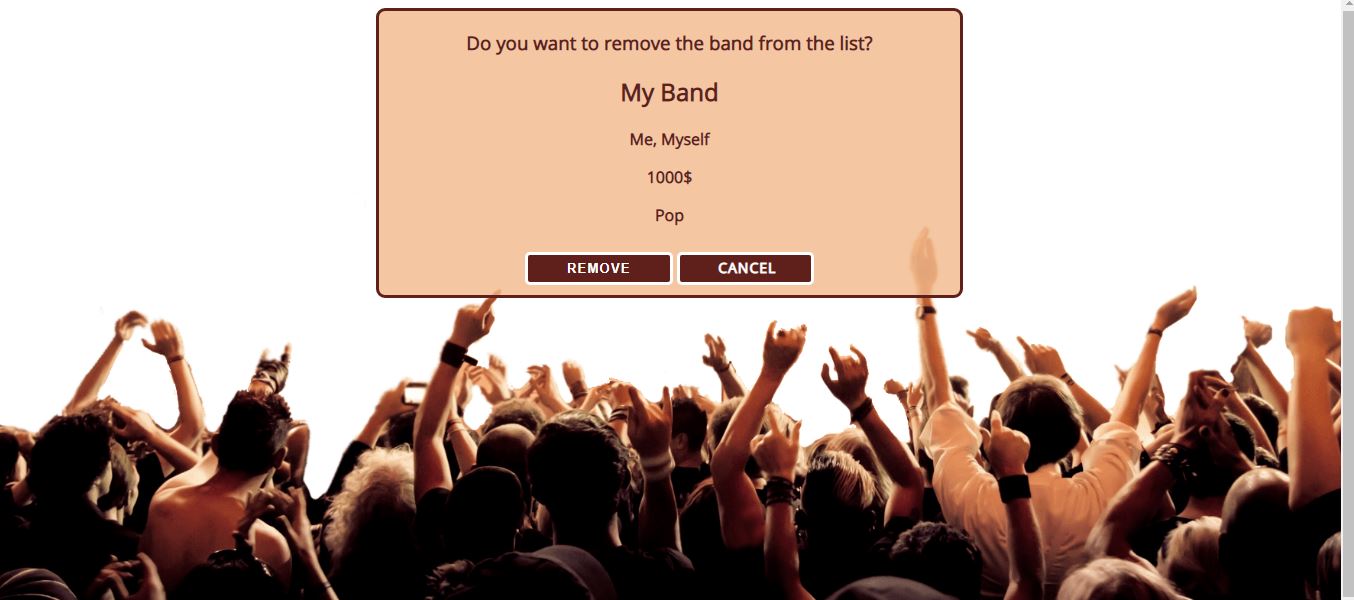 Do you want to remove the band from the list?
My Band
Me, Myself
1000$
Pop
REMOVE CANCEL